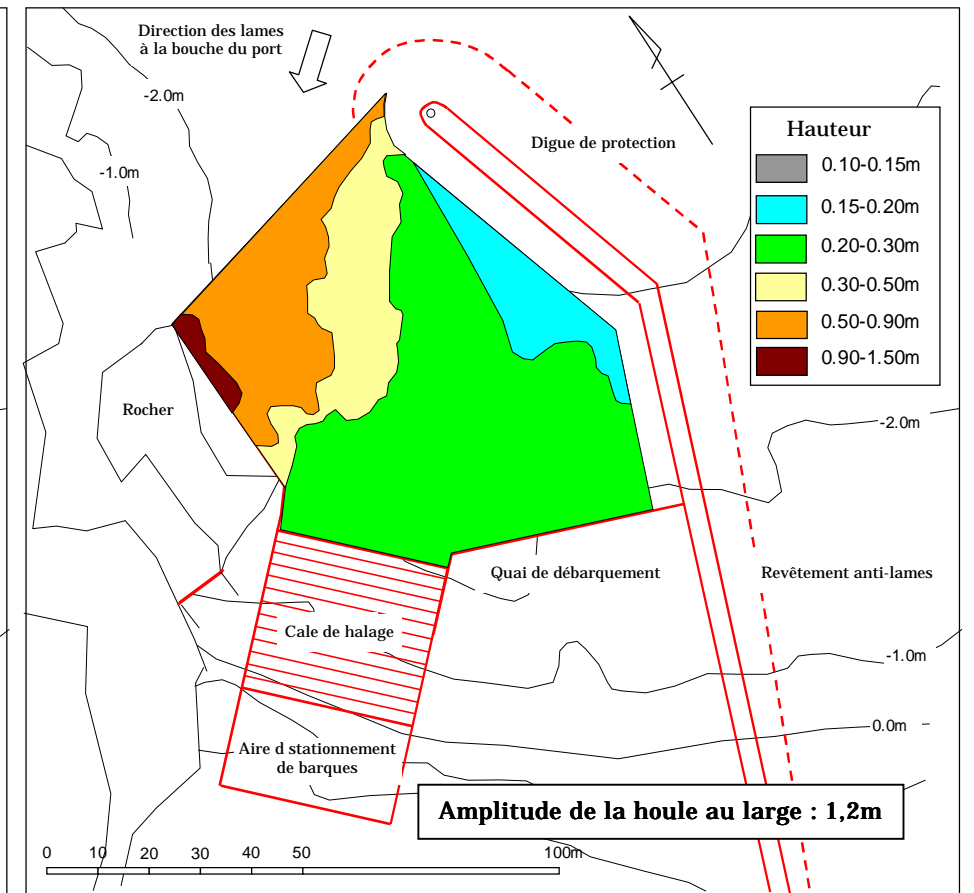 Direction des lames
à la bouche du port
-2.0m
-1.0m
Digue de protection
Hauteur
0.10-0.15m
0.15-0.20m
0.20-0.30m
0.30-0.50m
0.50-0.90m
0.90-1.50m
Rocher
-2.0m
Quai de débarquement
Revêtement anti-lames
Cale de halage
-1.0m
0.0m
Aire d stationnement
de barques
Amplitude de la houle au large : 1,2m
0 10 20 30 40 50 100m